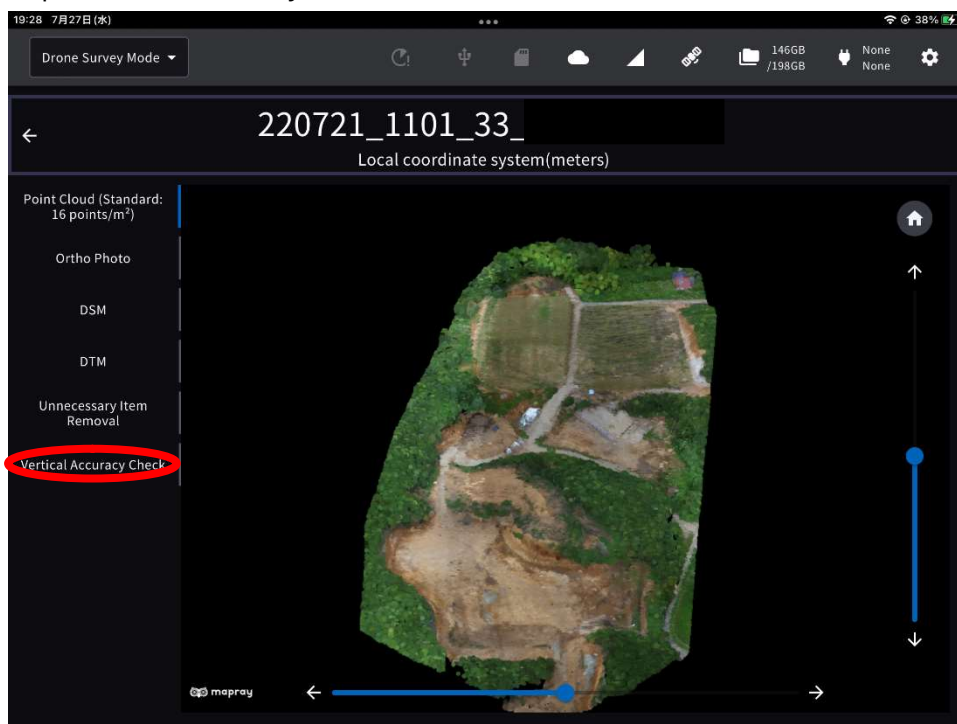 19:28 7月27日(水)
38%
Drone Survey Mode
146GB
/198GB
None
None
220721_1101_33_
Local coordinate system(meters)
Point Cloud (Standard:
16 points/m²)
Ortho Photo
DSM
DTM
Unnecessary Item
Removal
Vertical Accuracy Check
mapray